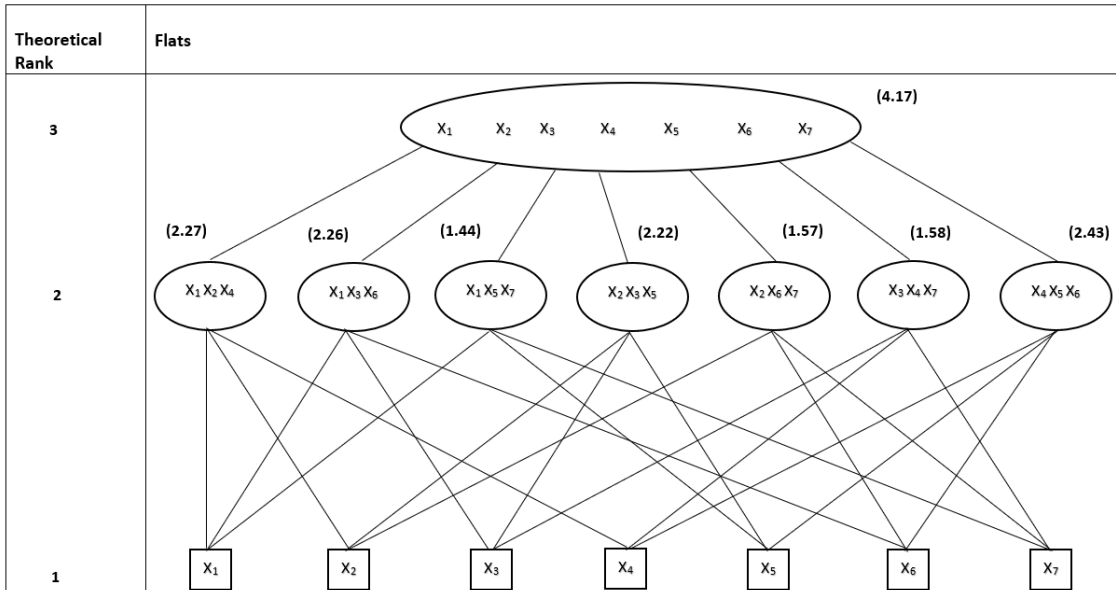 Theoretical Rank
Flats
3
(4.17)
X₁ X₂ X₃ X₄ X₅ X₆ X₇
(2.27) (2.26) (1.44) (2.22) (1.57) (1.58) (2.43)
2
X₁ X₂ X₄ X₁ X₃ X₆ X₁ X₅ X₇ X₂ X₃ X₅ X₂ X₆ X₇ X₃ X₄ X₇ X₄ X₅ X₆
1
X₁ X₂ X₃ X₄ X₅ X₆ X₇